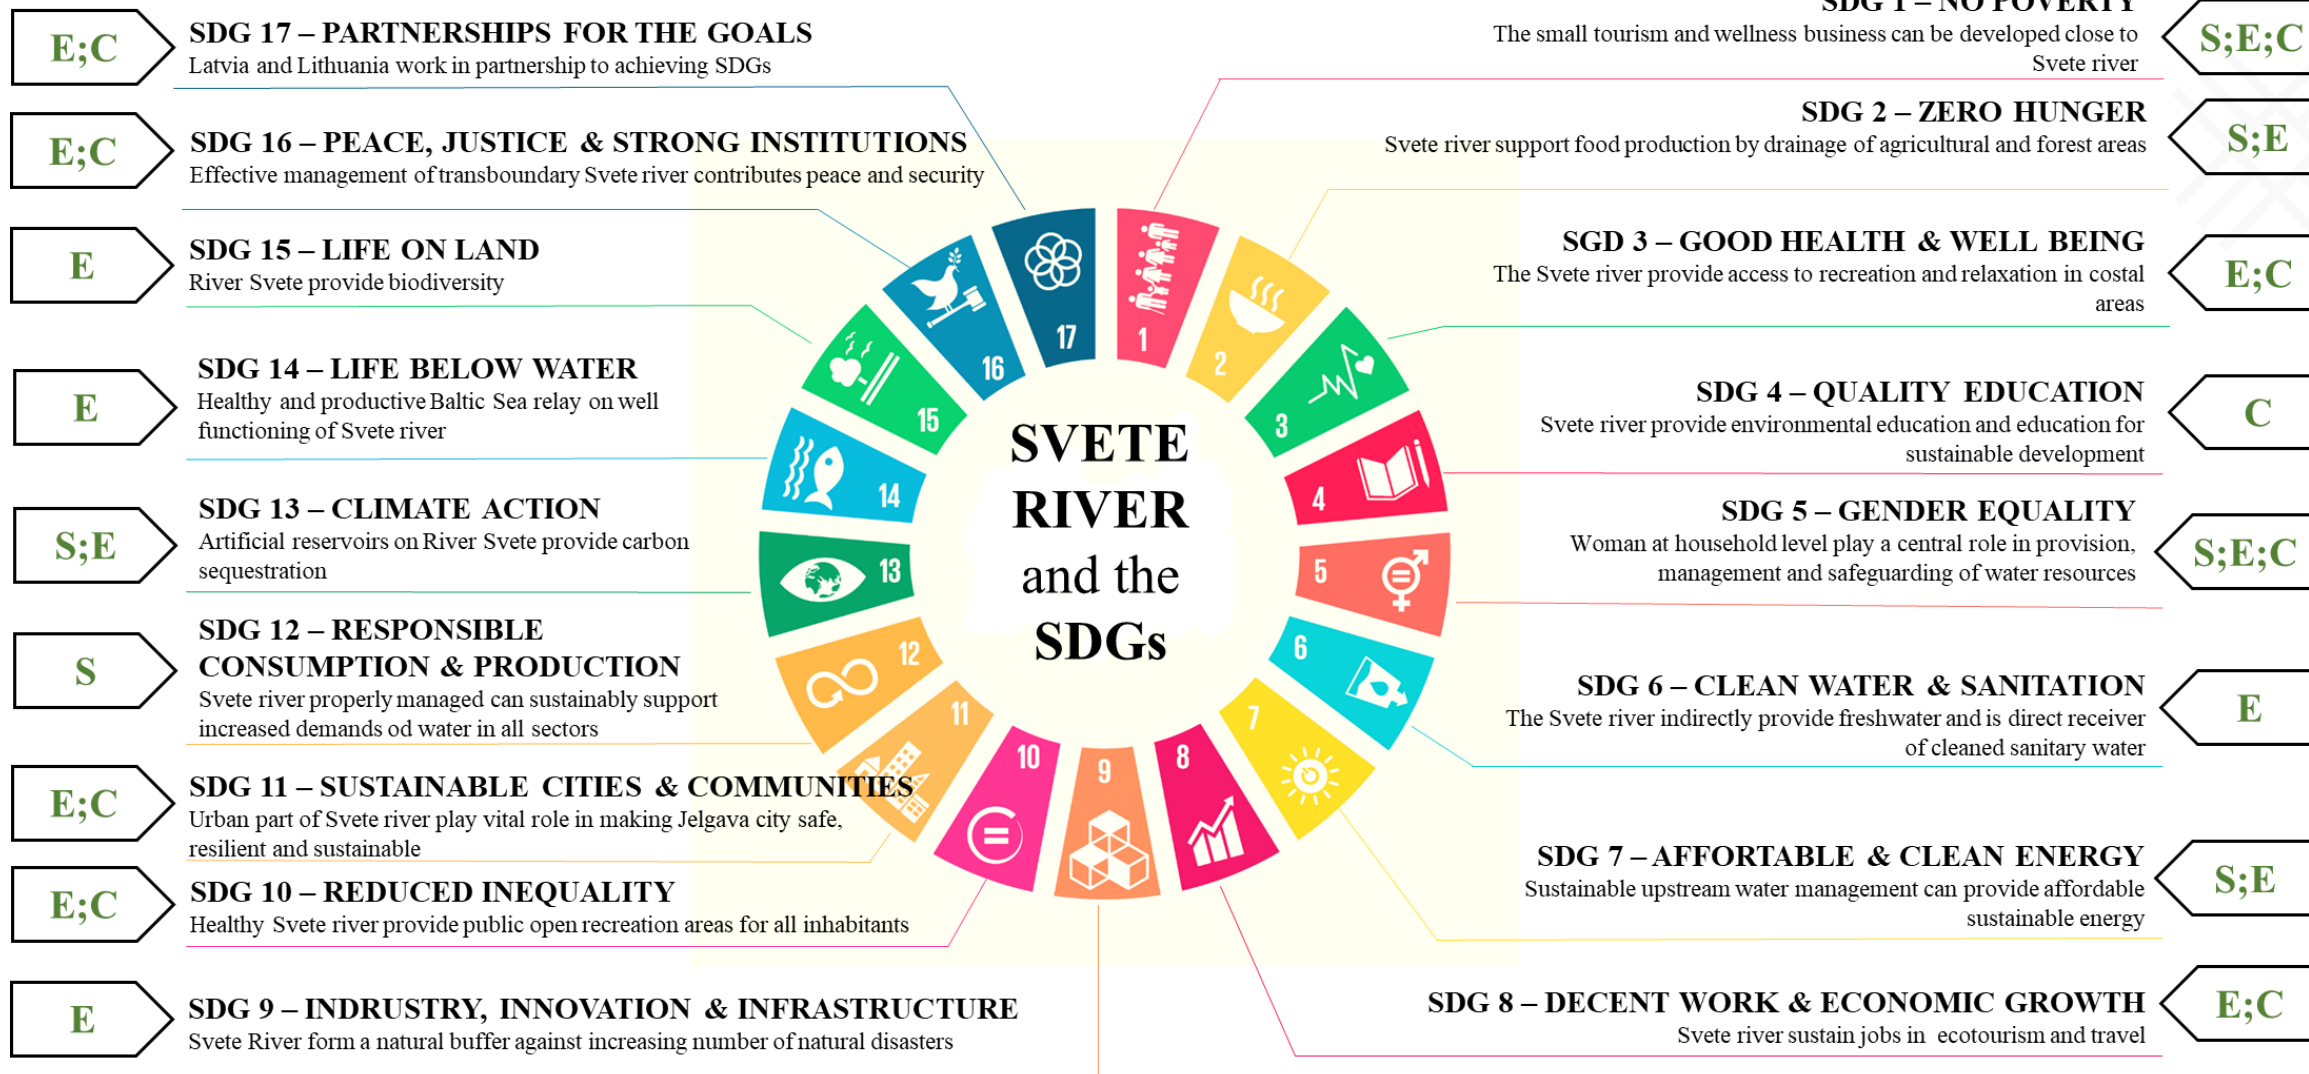 E;C
SDG 17 – PARTNERSHIPS FOR THE GOALS
Latvia and Lithuania work in partnership to achieving SDGs
E;C
SDG 16 – PEACE, JUSTICE & STRONG INSTITUTIONS
Effective management of transboundary Svete river contributes peace and security
E
SDG 15 – LIFE ON LAND
River Svete provide biodiversity
E
SDG 14 – LIFE BELOW WATER
Healthy and productive Baltic Sea relay on well
functioning of Svete river
S;E
SDG 13 – CLIMATE ACTION
Artificial reservoirs on River Svete provide carbon
sequestration
S
SDG 12 – RESPONSIBLE
CONSUMPTION & PRODUCTION
Svete river properly managed can sustainably support
increased demands od water in all sectors
E;C
SDG 11 – SUSTAINABLE CITIES & COMMUNITIES
Urban part of Svete river play vital role in making Jelgava city safe,
resilient and sustainable
E;C
SDG 10 – REDUCED INEQUALITY
Healthy Svete river provide public open recreation areas for all inhabitants
E
SDG 9 – INDRUSTRY, INNOVATION & INFRASTRUCTURE
Svete River form a natural buffer against increasing number of natural disasters
17
16
15
14
13
12
11
10
9
8
7
6
5
4
3
2
1
SVETE
RIVER
and the
SDGs
SDG 1 – NO POVERTY
The small tourism and wellness business can be developed close to
Svete river
S;E;C
SDG 2 – ZERO HUNGER
Svete river support food production by drainage of agricultural and forest areas
S;E
SGD 3 – GOOD HEALTH & WELL BEING
The Svete river provide access to recreation and relaxation in costal
areas
E;C
SDG 4 – QUALITY EDUCATION
Svete river provide environmental education and education for
sustainable development
C
SDG 5 – GENDER EQUALITY
Woman at household level play a central role in provision,
management and safeguarding of water resources
S;E;C
SDG 6 – CLEAN WATER & SANITATION
The Svete river indirectly provide freshwater and is direct receiver
of cleaned sanitary water
E
SDG 7 – AFFORTABLE & CLEAN ENERGY
Sustainable upstream water management can provide affordable
sustainable energy
S;E
SDG 8 – DECENT WORK & ECONOMIC GROWTH
Svete river sustain jobs in ecotourism and travel
E;C